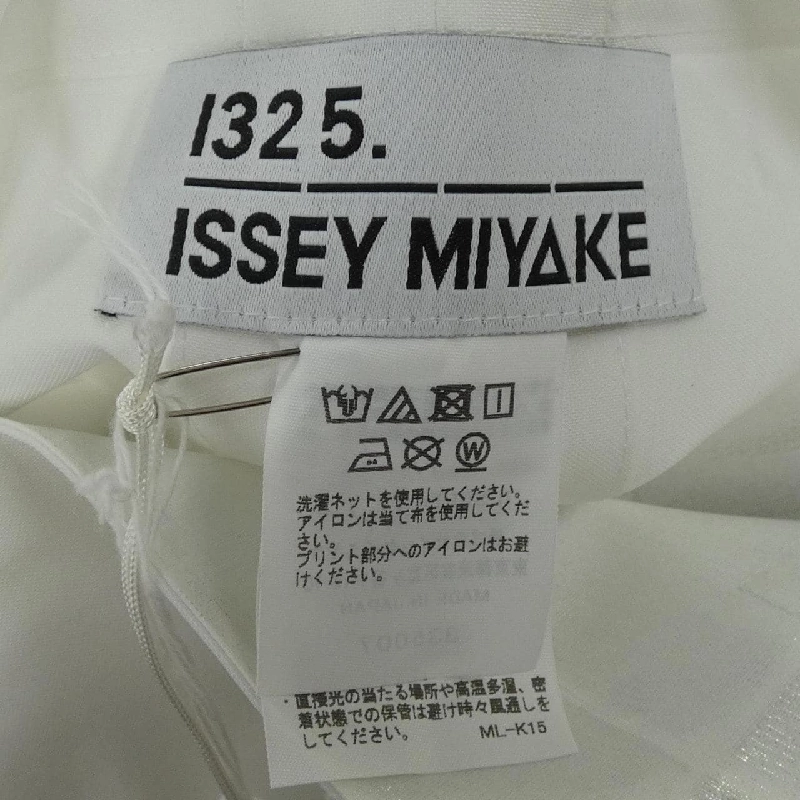 132 5.
ISSEY MIYAKE
W
洗濯ネットを使用してください。
アイロンは当て布を使用してくだ
さい。
プリント部分へのアイロンはお避
けください。
MADE IN JAPAN
・直接光の当たる場所や高温多湿、密
着状態での保管は避け時々風通しを
してください。
ML-K15